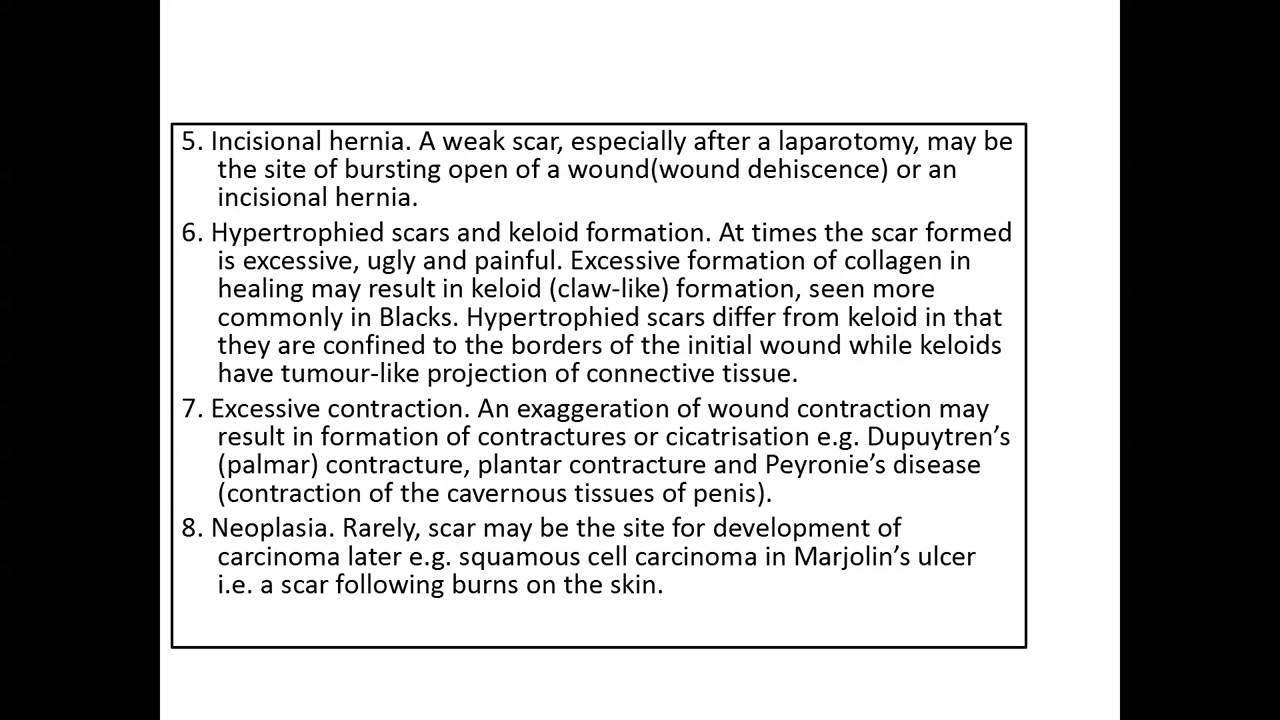 5. Incisional hernia. A weak scar, especially after a laparotomy, may be
the site of bursting open of a wound(wound dehiscence) or an
incisional hernia.
6. Hypertrophied scars and keloid formation. At times the scar formed
is excessive, ugly and painful. Excessive formation of collagen in
healing may result in keloid (claw-like) formation, seen more
commonly in Blacks. Hypertrophied scars differ from keloid in that
they are confined to the borders of the initial wound while keloids
have tumour-like projection of connective tissue.
7. Excessive contraction. An exaggeration of wound contraction may
result in formation of contractures or cicatrisation e.g. Dupuytren’s
(palmar) contracture, plantar contracture and Peyronie’s disease
(contraction of the cavernous tissues of penis).
8. Neoplasia. Rarely, scar may be the site for development of
carcinoma later e.g. squamous cell carcinoma in Marjolin’s ulcer
i.e. a scar following burns on the skin.